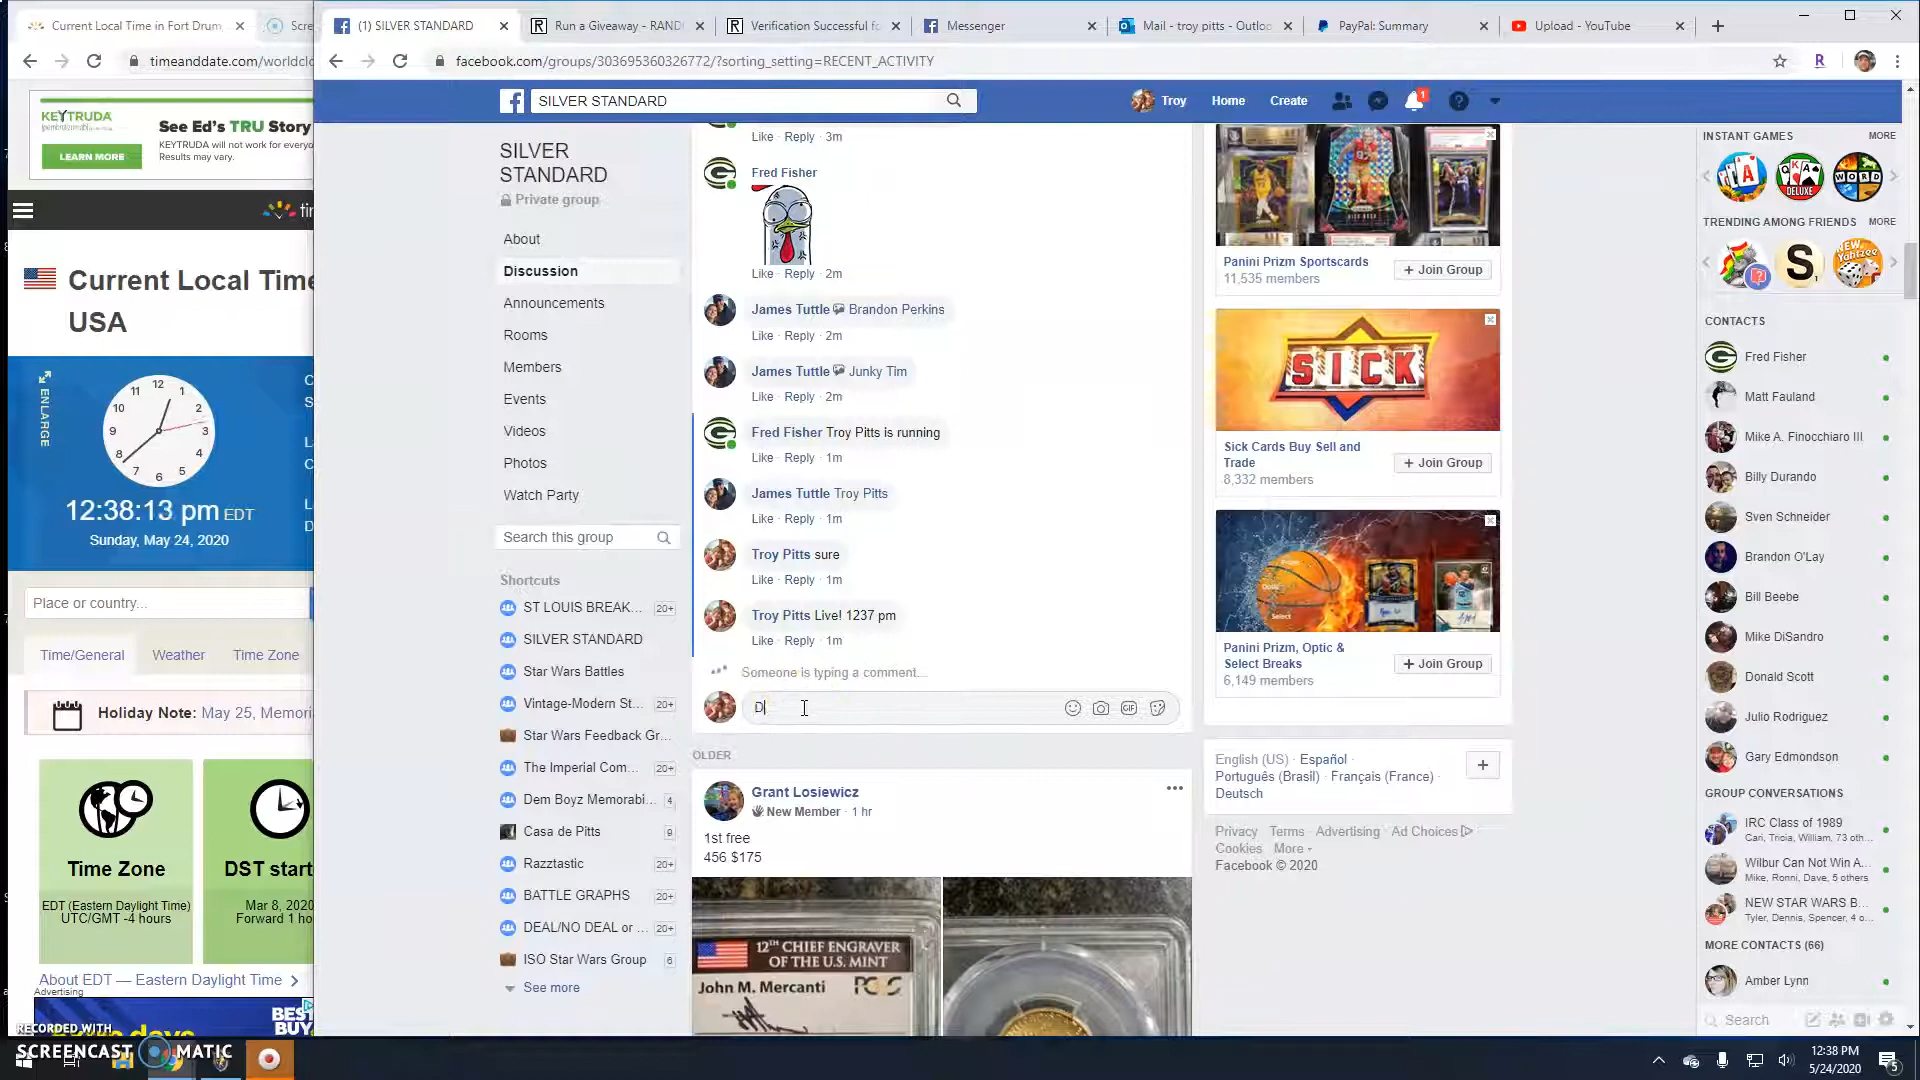 Current Local Time in Fort Drum,
Scre
(1) SILVER STANDARD
Run a Giveaway - RAND
Verification Successful fo
Messenger
Mail - troy pitts - Outloo
PayPal: Summary
Upload - YouTube
timeanddate.com/worldclo
facebook.com/groups/303695360326772/?sorting_setting=RECENT_ACTIVITY
KEYTRUDA
See Ed's TRU Story
KEYTRUDA will not work for everyo
Results may vary.
LEARN MORE
Current Local Time
USA
ENLARGE
12:38:13 pm EDT
Sunday, May 24, 2020
Place or country...
Time/General
Weather
Time Zone
Holiday Note: May 25, Memori
Time Zone
EDT (Eastern Daylight Time)
UTC/GMT -4 hours
DST start
Mar 8, 2020
Forward 1 ho
About EDT — Eastern Daylight Time
Advertising
BEST
BUY
RECORDED WITH
SCREENCAST MATIC
SILVER STANDARD
Troy
Home
Create
1
SILVER
STANDARD
Private group
About
Discussion
Announcements
Rooms
Members
Events
Videos
Photos
Watch Party
Search this group
Shortcuts
ST LOUIS BREAK... 20+
SILVER STANDARD
Star Wars Battles
Vintage-Modern St... 20+
Star Wars Feedback Gr...
The Imperial Com... 20+
Dem Boyz Memorabi... 4
Casa de Pitts 9
Razztastic 20+
BATTLE GRAPHS 20+
DEAL/NO DEAL or ... 20+
ISO Star Wars Group 6
See more
Like · Reply · 3m
Fred Fisher
Like · Reply · 2m
James Tuttle Brandon Perkins
Like · Reply · 2m
James Tuttle Junky Tim
Like · Reply · 2m
Fred Fisher Troy Pitts is running
Like · Reply · 1m
James Tuttle Troy Pitts
Like · Reply · 1m
Troy Pitts sure
Like · Reply · 1m
Troy Pitts Live! 1237 pm
Like · Reply · 1m
Someone is typing a comment...
D
GIF
OLDER
Grant Losiewicz
New Member · 1 hr
1st free
456 $175
12TH CHIEF ENGRAVER
OF THE U.S. MINT
John M. Mercanti
PCGS
Panini Prizm Sportscards
11,535 members
+ Join Group
SICK
Sick Cards Buy Sell and
Trade
8,332 members
+ Join Group
Panini Prizm, Optic &
Select Breaks
6,149 members
+ Join Group
English (US) · Español ·
Português (Brasil) · Français (France) ·
Deutsch
Privacy · Terms · Advertising · Ad Choices
Cookies · More
Facebook © 2020
INSTANT GAMES
MORE
DELUXE
WORD
TRENDING AMONG FRIENDS
MORE
S
NEW
CONTACTS
Fred Fisher
Matt Fauland
Mike A. Finocchiaro III
Billy Durando
Sven Schneider
Brandon O'Lay
Bill Beebe
Mike DiSandro
Donald Scott
Julio Rodriguez
Gary Edmondson
GROUP CONVERSATIONS
IRC Class of 1989
Cari, Tricia, William, 73 oth...
Wilbur Can Not Win A...
Mike, Ronni, Dave, 5 others
NEW STAR WARS B...
Tyler, Dennis, Spencer, 4 o...
MORE CONTACTS (66)
Amber Lynn
Search
12:38 PM
5/24/2020
5